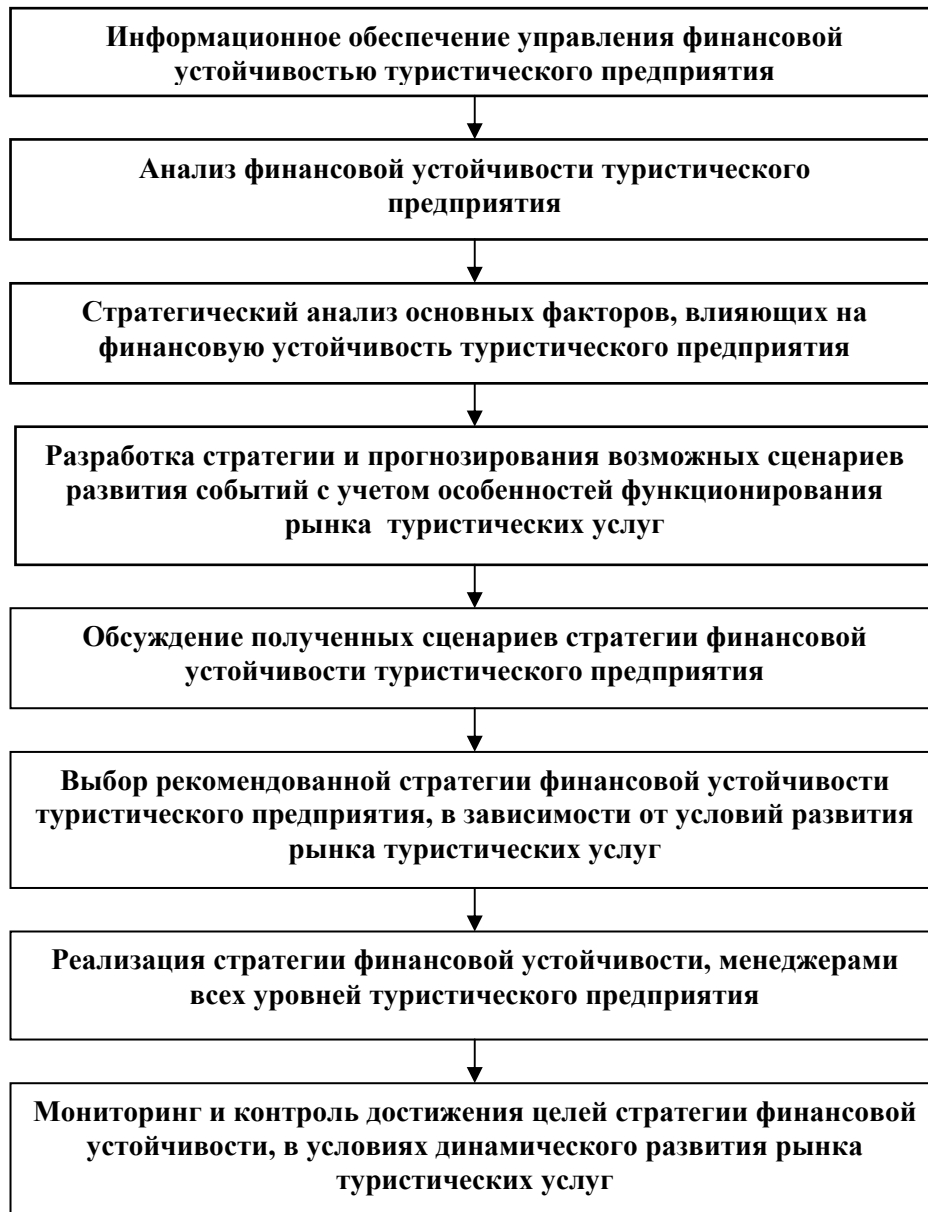 Информационное обеспечение управления финансовой
устойчивостью туристического предприятия
Анализ финансовой устойчивости туристического
предприятия
Стратегический анализ основных факторов, влияющих на
финансовую устойчивость туристического предприятия
Разработка стратегии и прогнозирования возможных сценариев
развития событий с учетом особенностей функционирования
рынка туристических услуг
Обсуждение полученных сценариев стратегии финансовой
устойчивости туристического предприятия
Выбор рекомендованной стратегии финансовой устойчивости
туристического предприятия, в зависимости от условий развития
рынка туристических услуг
Реализация стратегии финансовой устойчивости, менеджерами
всех уровней туристического предприятия
Мониторинг и контроль достижения целей стратегии финансовой
устойчивости, в условиях динамического развития рынка
туристических услуг